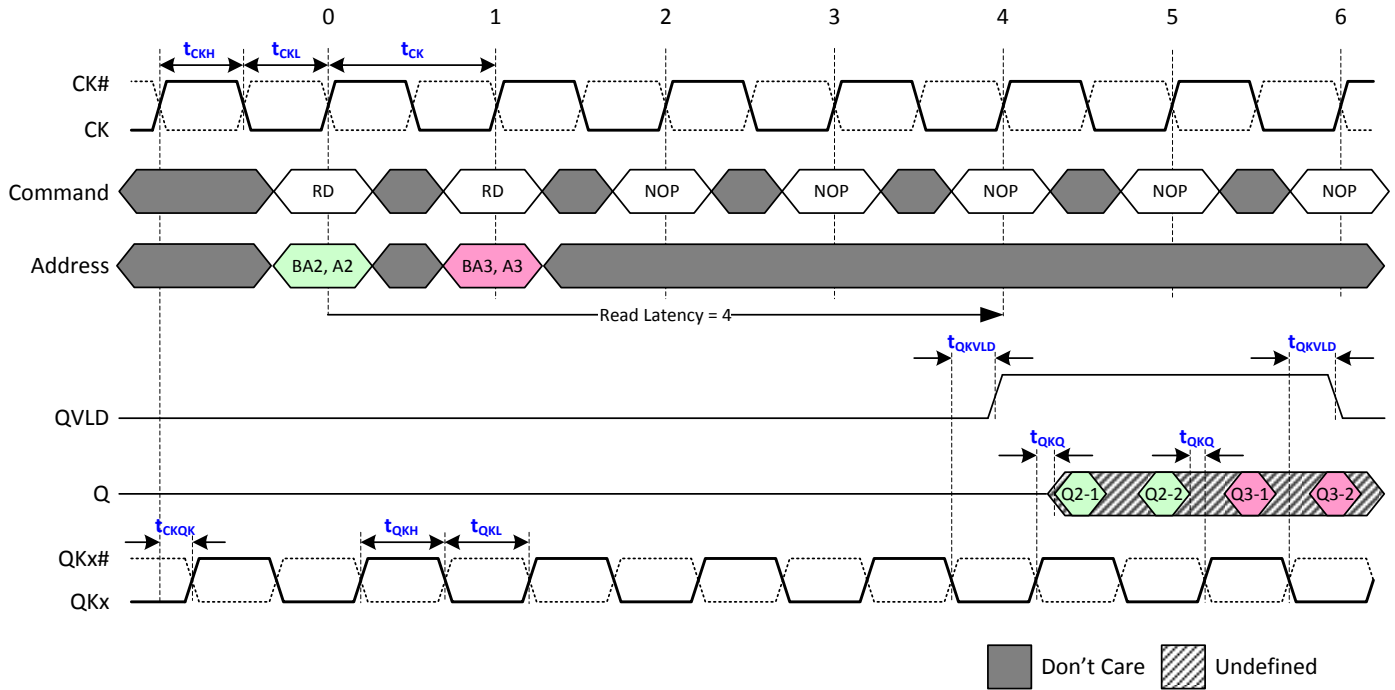 0 1 2 3 4 5 6
tCKH tCKL tCK
CK#
CK
Command RD RD NOP NOP NOP NOP NOP
Address BA2, A2 BA3, A3
Read Latency = 4
tQKVLD tQKVLD
QVLD
tQKQ tQKQ
Q Q2-1 Q2-2 Q3-1 Q3-2
tCKQK tQKH tQKL
QKx#
QKx
Don't Care Undefined